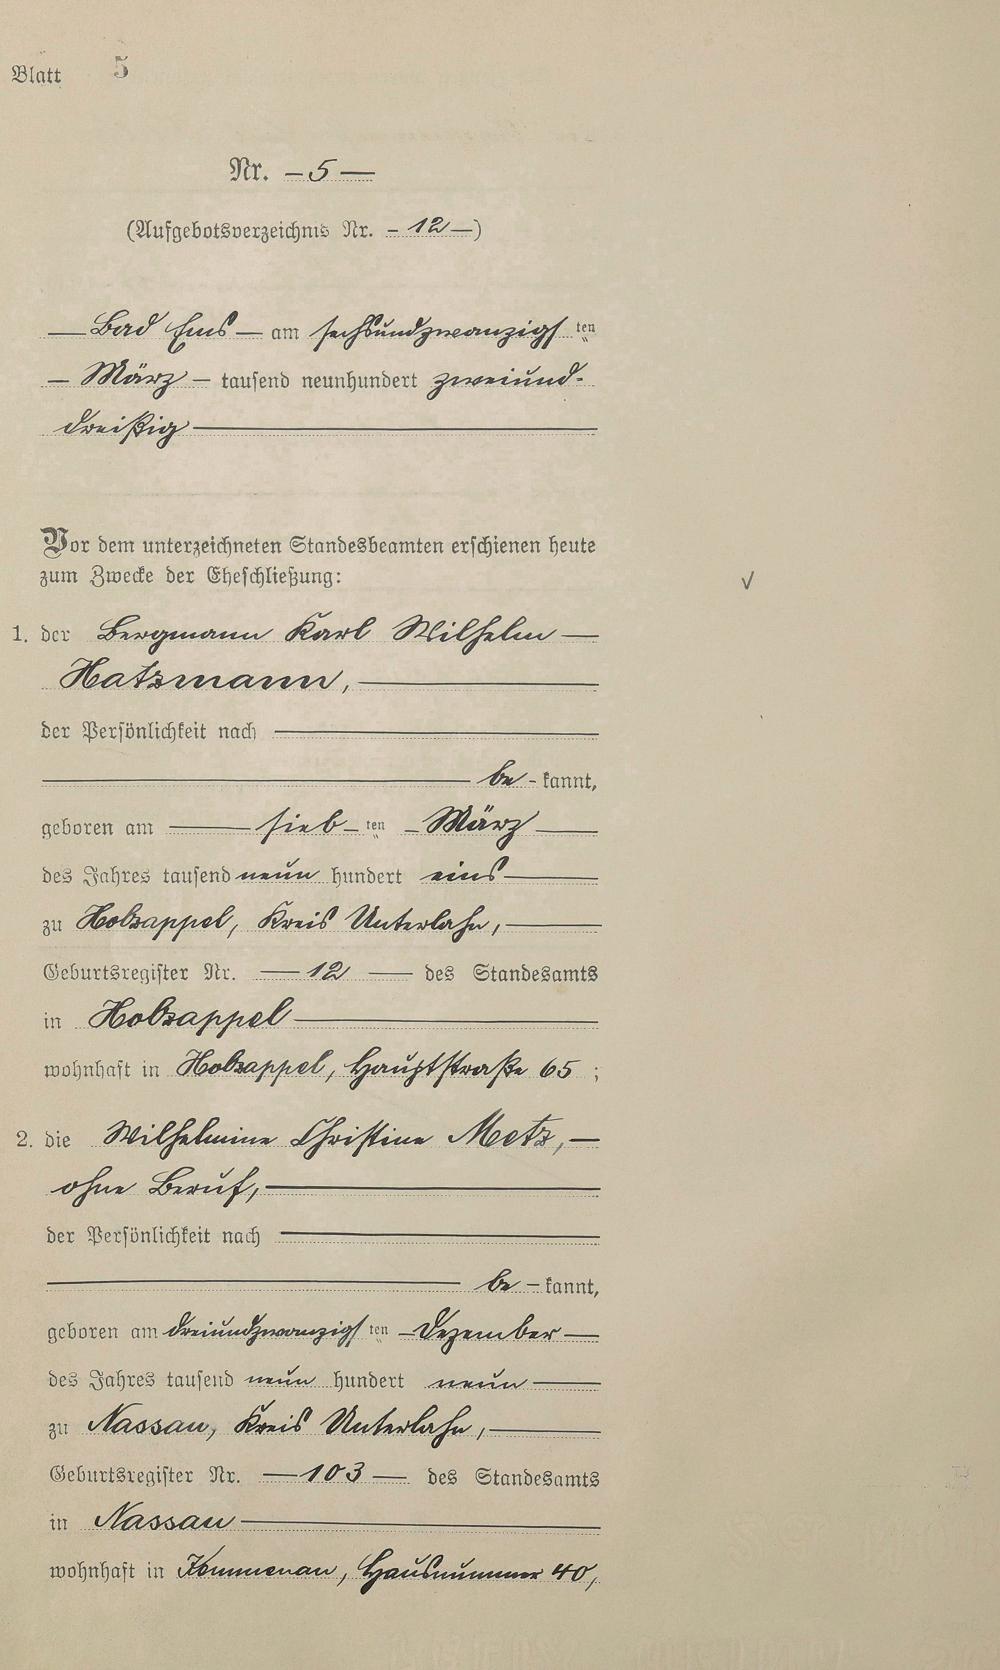 Blatt 5
Nr. – 5 —
(Aufgebotsverzeichnis Nr. – 12 —)
— Bad Ems — am sechsundzwanzigs ten
– März – tausend neunhundert zweiund-
dreißig —
Vor dem unterzeichneten Standesbeamten erschienen heute
zum Zwecke der Eheschließung:
1. der Bergmann Karl Wilhelm —
Hatzmann, —
der Persönlichkeit nach —
— be - kannt,
geboren am — sieb – ten – März —
des Jahres tausend neun hundert eins —
zu Holzappel, Kreis Unterlahn, —
Geburtsregister Nr. — 12 — des Standesamts
in Holzappel —
wohnhaft in Holzappel, Hauptstraße 65 ;
2. die Wilhelmine Christine Metz, —
ohne Beruf, —
der Persönlichkeit nach —
— be – kannt,
geboren am dreiundzwanzigs ten – Dezember —
des Jahres tausend neun hundert neun —
zu Nassau, Kreis Unterlahn, —
Geburtsregister Nr. — 103 — des Standesamts
in Nassau —
wohnhaft in Kemmenau, Hausnummer 40,